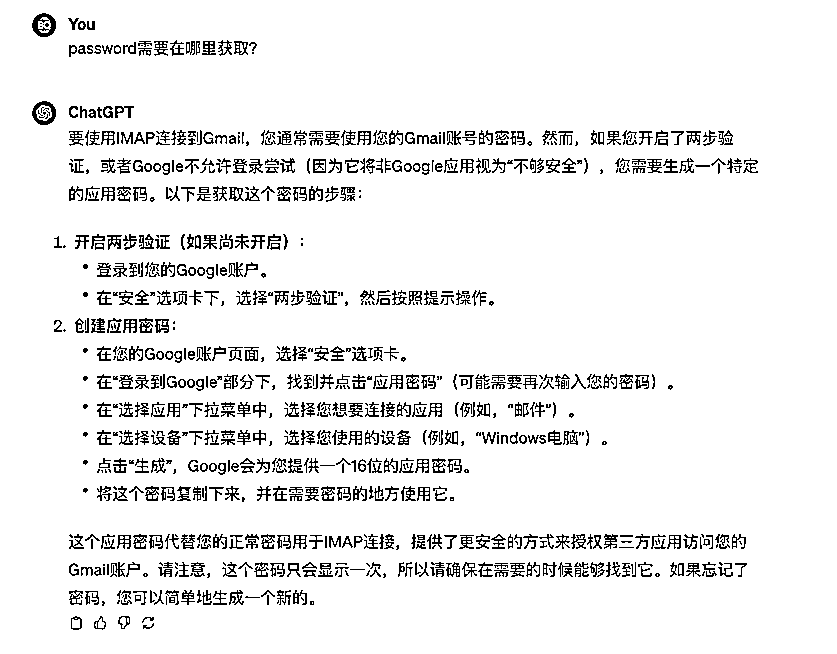 You
password需要在哪里获取?
ChatGPT
要使用IMAP连接到Gmail，您通常需要使用您的Gmail账号的密码。然而，如果您开启了两步验
证，或者Google不允许登录尝试（因为它将非Google应用视为“不够安全”），您需要生成一个特定
的应用密码。以下是获取这个密码的步骤：
1. 开启两步验证（如果尚未开启）：
• 登录到您的Google账户。
• 在“安全”选项卡下，选择“两步验证”，然后按照提示操作。
2. 创建应用密码：
• 在您的Google账户页面，选择“安全”选项卡。
• 在“登录到Google”部分下，找到并点击“应用密码”（可能需要再次输入您的密码）。
• 在“选择应用”下拉菜单中，选择您想要连接的应用（例如，“邮件”）。
• 在“选择设备”下拉菜单中，选择您使用的设备（例如，“Windows电脑”）。
• 点击“生成”，Google会为您提供一个16位的应用密码。
• 将这个密码复制下来，并在需要密码的地方使用它。
这个应用密码代替您的正常密码用于IMAP连接，提供了更安全的方式来授权第三方应用访问您的
Gmail账户。请注意，这个密码只会显示一次，所以请确保在需要的时候能够找到它。如果忘记了
密码，您可以简单地生成一个新的。